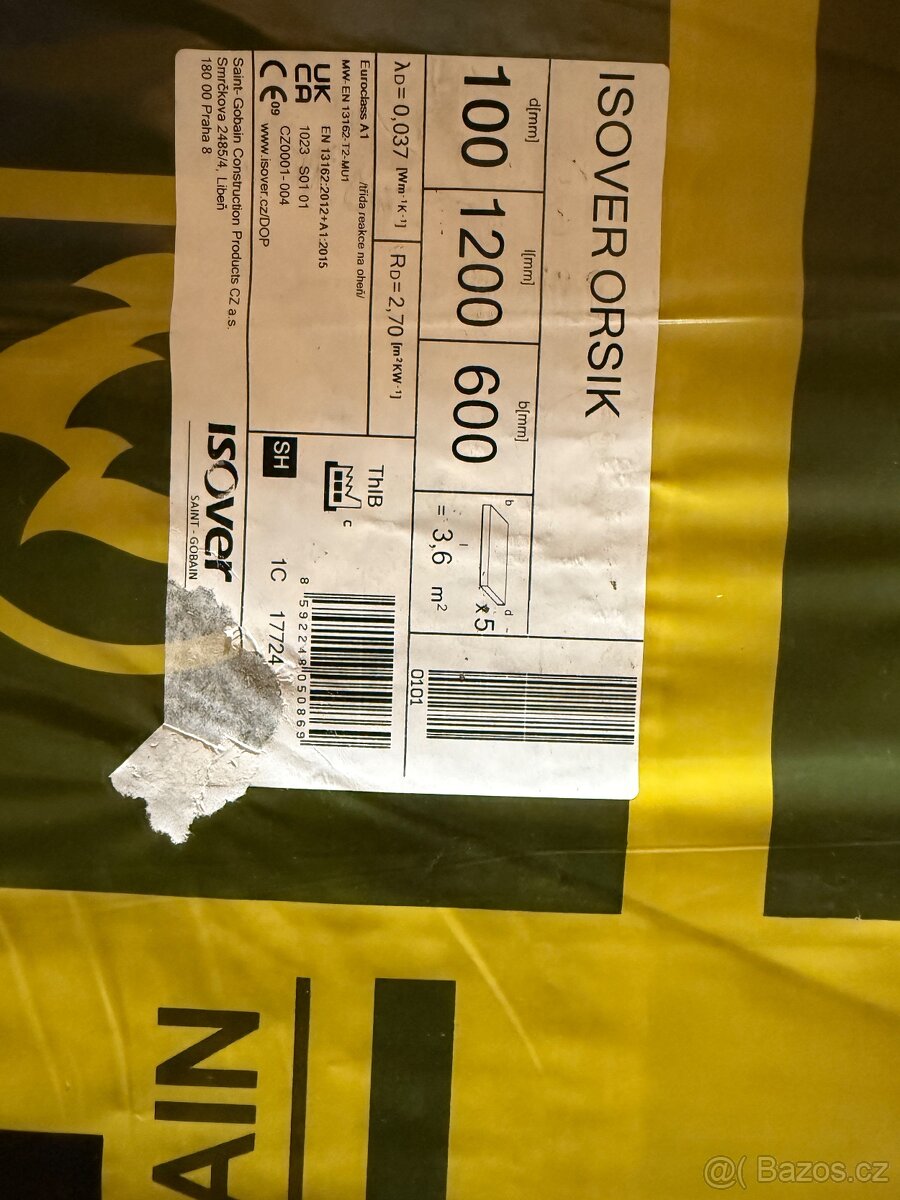 ISOVER ORSIK
d[mm]
l[mm]
b[mm]
100
1200
600
b
d
l
x5
= 3,6 m²
0101
λD= 0,037 [Wm⁻¹K⁻¹]
RD= 2,70 [m²KW⁻¹]
Euroclass A1 /třída reakce na oheň/
MW- EN 13162-T2-MU1
UK
CA
EN 13162:2012+A1:2015
1023 S01 01
CZ0001- 004
CE 09
www.isover.cz/DOP
ThIB
c
SH
1C 17724
8 592248 050869
Saint- Gobain Construction Products CZ a.s.
Smrčkova 2485/4, Libeň
180 00 Praha 8
isover
SAINT - GOBAIN
AIN
@( Bazos.cz